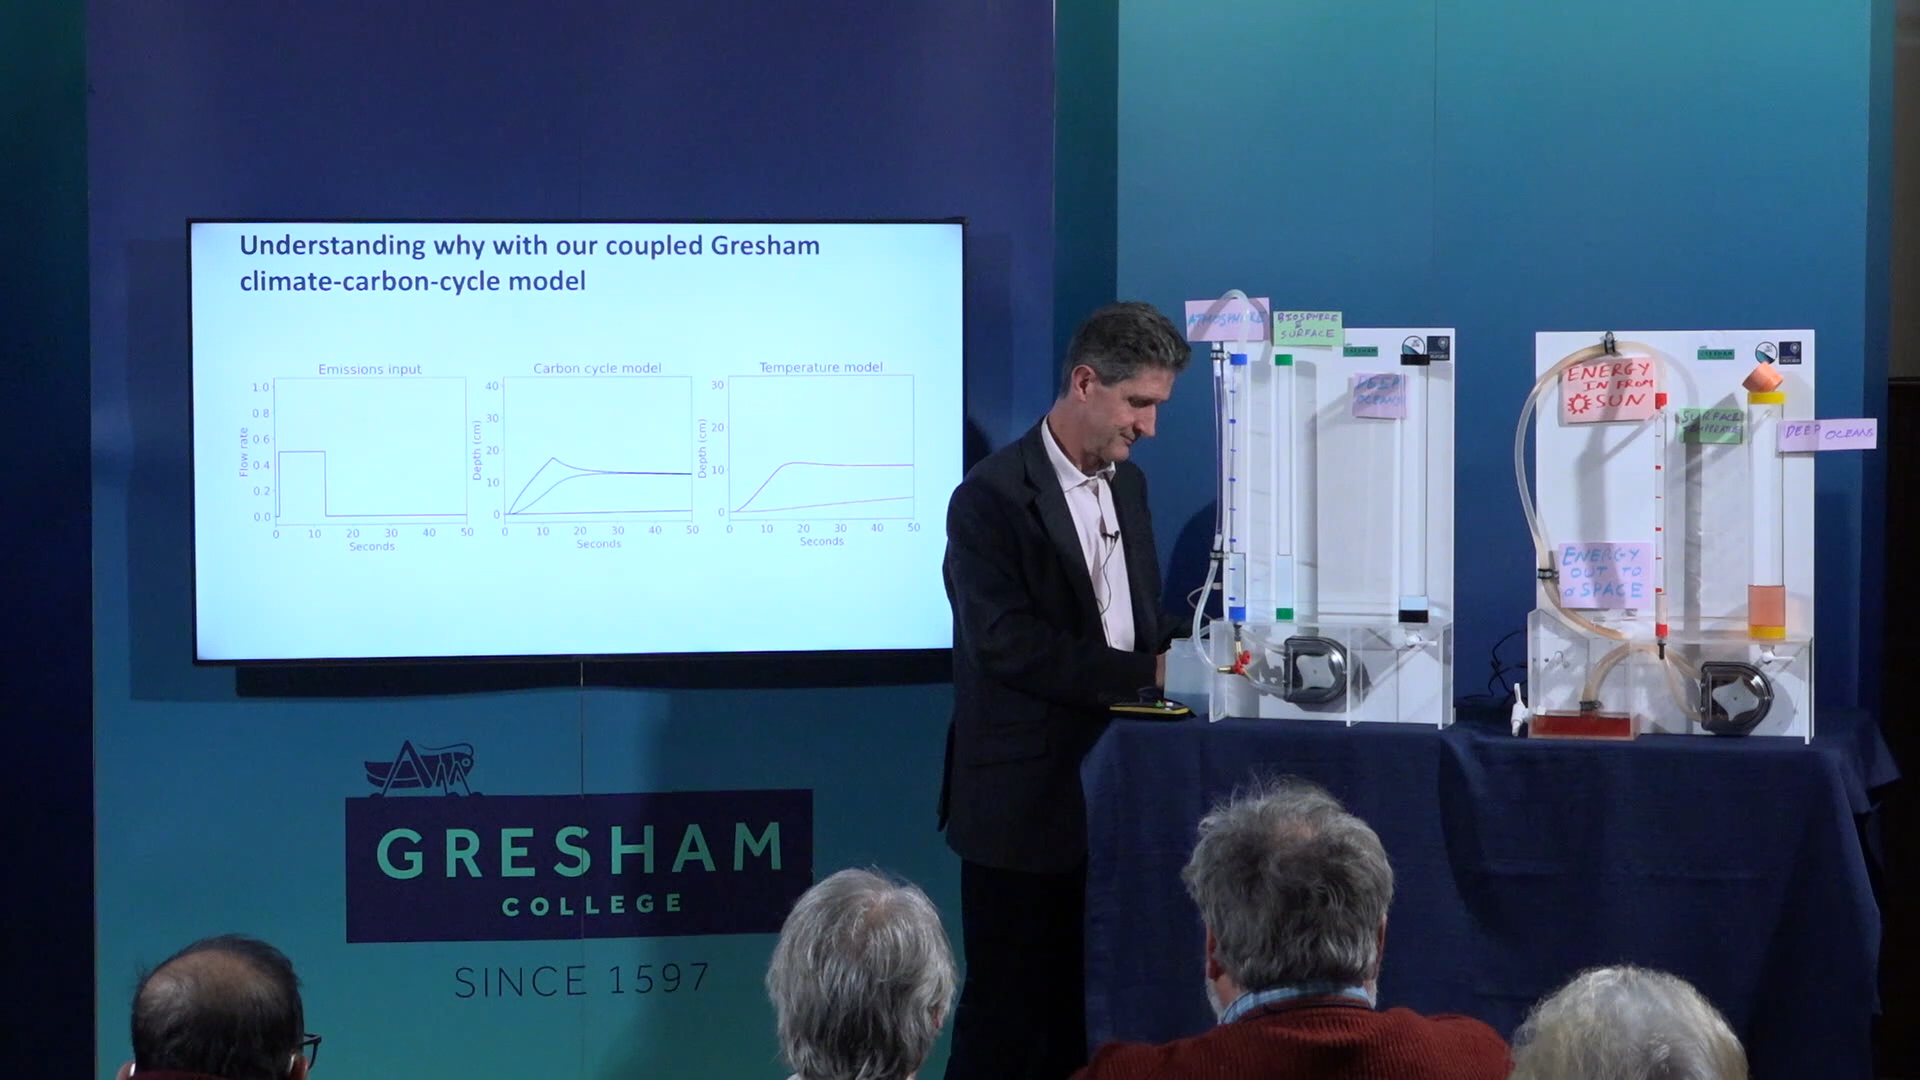 Understanding why with our coupled Gresham
climate-carbon-cycle model
Emissions input
Flow rate
1.0
0.8
0.6
0.4
0.2
0.0
0 10 20 30 40 50
Seconds
Carbon cycle model
Depth (cm)
40
30
20
10
0
0 10 20 30 40 50
Seconds
Temperature model
Depth (cm)
30
20
10
0
0 10 20 30 40 50
Seconds
GRESHAM
COLLEGE
SINCE 1597
ATMOSPHERE
BIOSPHERE
&
SURFACE
DEEP
OCEANS
GRESHAM
ENERGY
IN FROM
SUN
SURFACE
TEMPERATURE
DEEP OCEANS
ENERGY
OUT TO
SPACE
GRESHAM